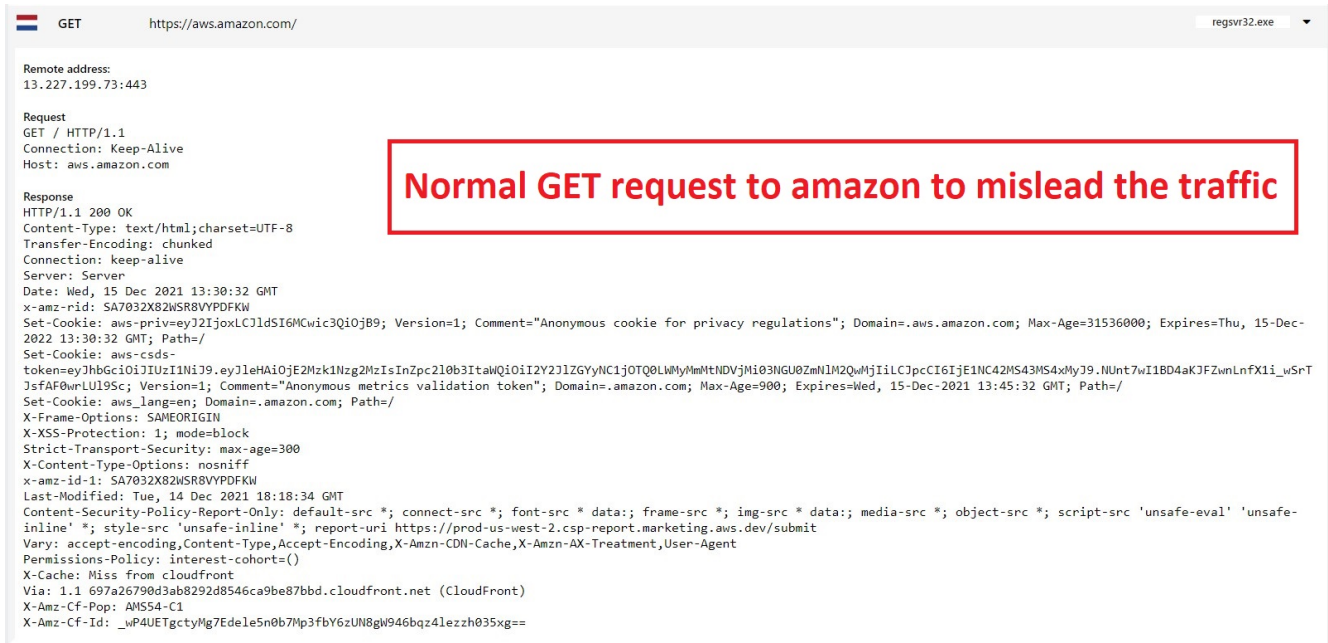 GET https://aws.amazon.com/ regsvr32.exe
Remote address:
13.227.199.73:443
Request
GET / HTTP/1.1
Connection: Keep-Alive
Host: aws.amazon.com
Normal GET request to amazon to mislead the traffic
Response
HTTP/1.1 200 OK
Content-Type: text/html;charset=UTF-8
Transfer-Encoding: chunked
Connection: keep-alive
Server: Server
Date: Wed, 15 Dec 2021 13:30:32 GMT
x-amz-rid: SA7032X82WSR8VYPDFKW
Set-Cookie: aws-priv=eyJ2IjoxLCJldSI6MCwic3QiOjB9; Version=1; Comment="Anonymous cookie for privacy regulations"; Domain=.aws.amazon.com; Max-Age=31536000; Expires=Thu, 15-Dec-
2022 13:30:32 GMT; Path=/
Set-Cookie: aws-csds-
token=eyJhbGciOiJIUzI1NiJ9.eyJleHAiOjE2Mzk1Nzg2MzIsInZpc2l0b3ItaWQiOiI2Y2JlZGYyNC1jOTQ0LWMyMmMtNDVjMi03NGU0ZmNlM2QwMjIiLCJpcCI6IjE1NC42MS43MS4xMyJ9.NUnt7wI1BD4aKJFZwnLnfX1i_wSrT
JsfAF0wrLUl9Sc; Version=1; Comment="Anonymous metrics validation token"; Domain=.amazon.com; Max-Age=900; Expires=Wed, 15-Dec-2021 13:45:32 GMT; Path=/
Set-Cookie: aws_lang=en; Domain=.amazon.com; Path=/
X-Frame-Options: SAMEORIGIN
X-XSS-Protection: 1; mode=block
Strict-Transport-Security: max-age=300
X-Content-Type-Options: nosniff
x-amz-id-1: SA7032X82WSR8VYPDFKW
Last-Modified: Tue, 14 Dec 2021 18:18:34 GMT
Content-Security-Policy-Report-Only: default-src *; connect-src *; font-src * data:; frame-src *; img-src * data:; media-src *; object-src *; script-src 'unsafe-eval' 'unsafe-
inline' *; style-src 'unsafe-inline' *; report-uri https://prod-us-west-2.csp-report.marketing.aws.dev/submit
Vary: accept-encoding,Content-Type,Accept-Encoding,X-Amzn-CDN-Cache,X-Amzn-AX-Treatment,User-Agent
Permissions-Policy: interest-cohort=()
X-Cache: Miss from cloudfront
Via: 1.1 697a26790d3ab8292d8546ca9be87bbd.cloudfront.net (CloudFront)
X-Amz-Cf-Pop: AMS54-C1
X-Amz-Cf-Id: _wP4UETgctyMg7Edele5n0b7Mp3fbY6zUN8gW946bqz4lezzh035xg==